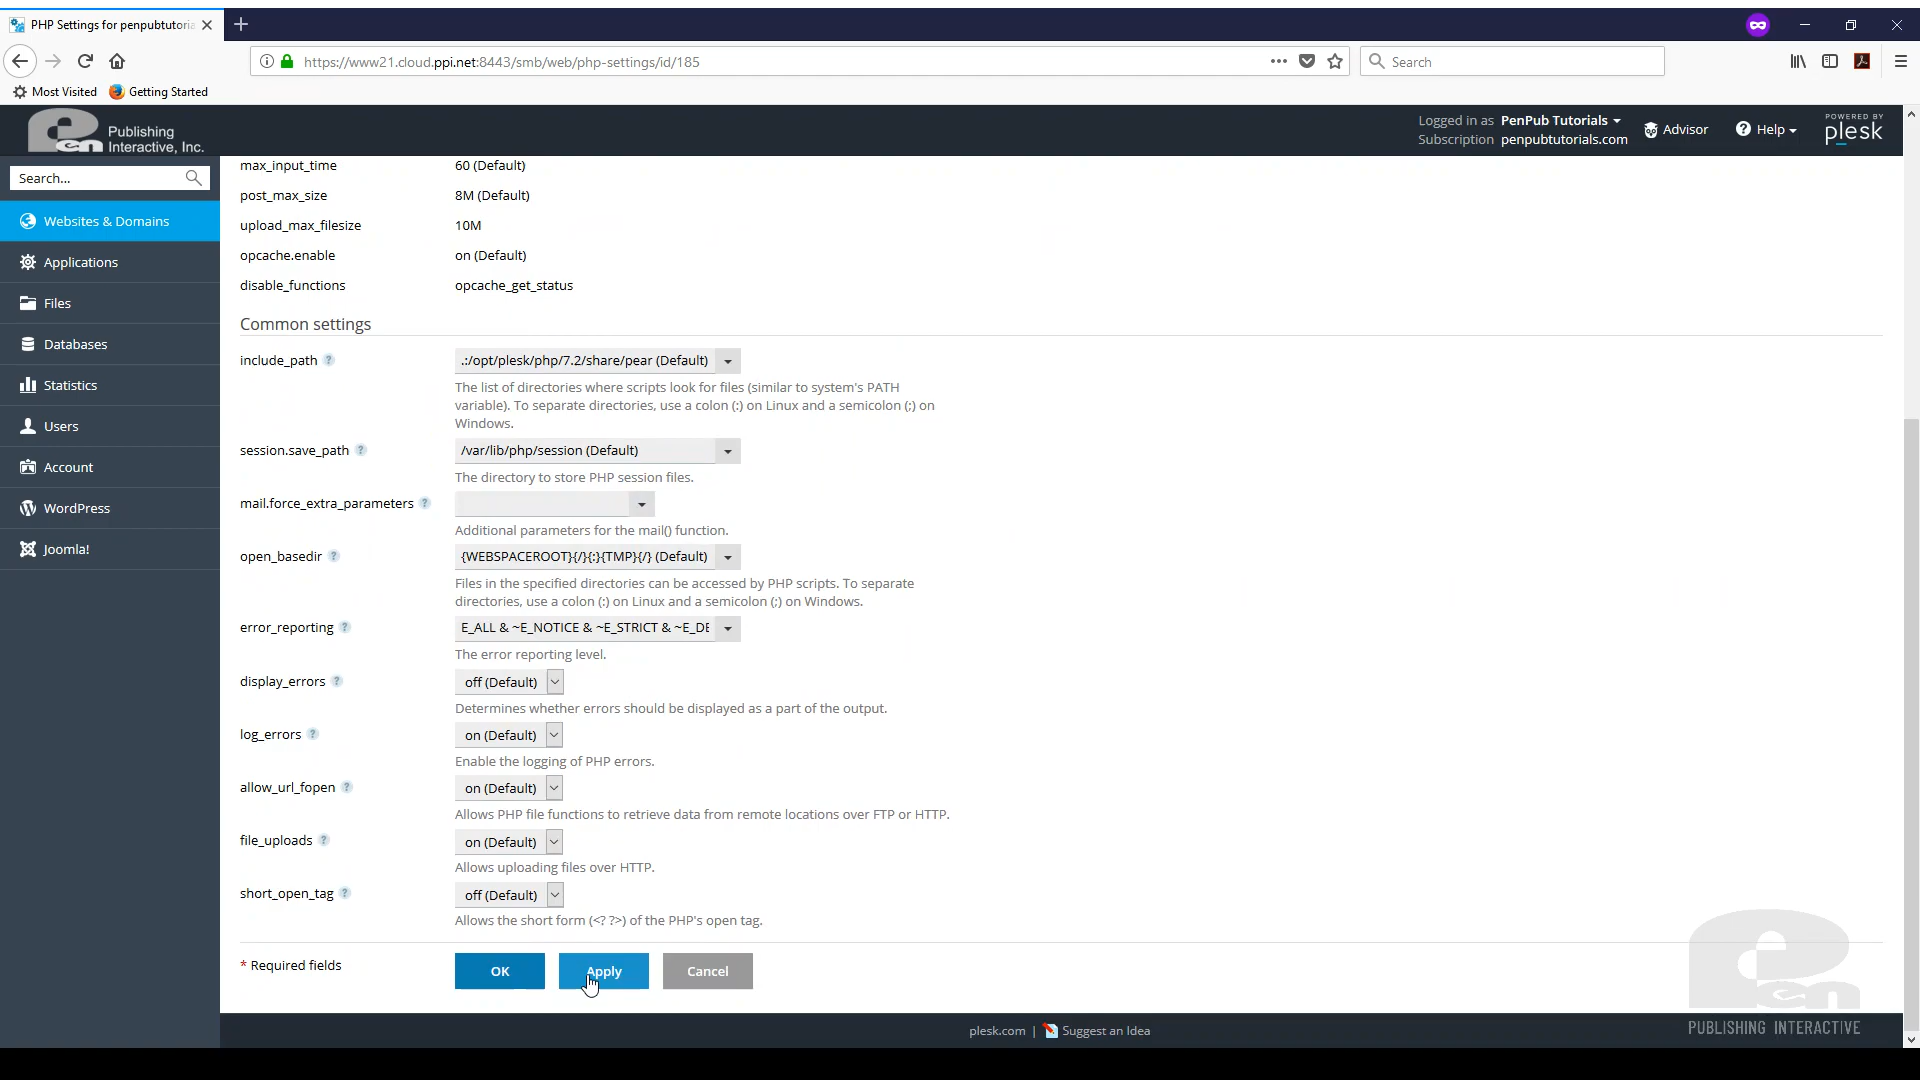 PHP Settings for penpubtutoria
https://www21.cloud.ppi.net:8443/smb/web/php-settings/id/185
Search
Most Visited
Getting Started
Publishing
Interactive, Inc.
Logged in as PenPub Tutorials
Subscription penpubtutorials.com
Advisor
Help
POWERED BY
plesk
Search...
Websites & Domains
Applications
Files
Databases
Statistics
Users
Account
WordPress
Joomla!
max_input_time 60 (Default)
post_max_size 8M (Default)
upload_max_filesize 10M
opcache.enable on (Default)
disable_functions opcache_get_status
Common settings
include_path ? .:/opt/plesk/php/7.2/share/pear (Default)
The list of directories where scripts look for files (similar to system's PATH
variable). To separate directories, use a colon (:) on Linux and a semicolon (;) on
Windows.
session.save_path ? /var/lib/php/session (Default)
The directory to store PHP session files.
mail.force_extra_parameters ?
Additional parameters for the mail() function.
open_basedir ? {WEBSPACEROOT}{/}{:}{TMP}{/} (Default)
Files in the specified directories can be accessed by PHP scripts. To separate
directories, use a colon (:) on Linux and a semicolon (;) on Windows.
error_reporting ? E_ALL & ~E_NOTICE & ~E_STRICT & ~E_DE
The error reporting level.
display_errors ? off (Default)
Determines whether errors should be displayed as a part of the output.
log_errors ? on (Default)
Enable the logging of PHP errors.
allow_url_fopen ? on (Default)
Allows PHP file functions to retrieve data from remote locations over FTP or HTTP.
file_uploads ? on (Default)
Allows uploading files over HTTP.
short_open_tag ? off (Default)
Allows the short form (<? ?>) of the PHP's open tag.
* Required fields
OK
Apply
Cancel
plesk.com | Suggest an Idea
en
PUBLISHING INTERACTIVE